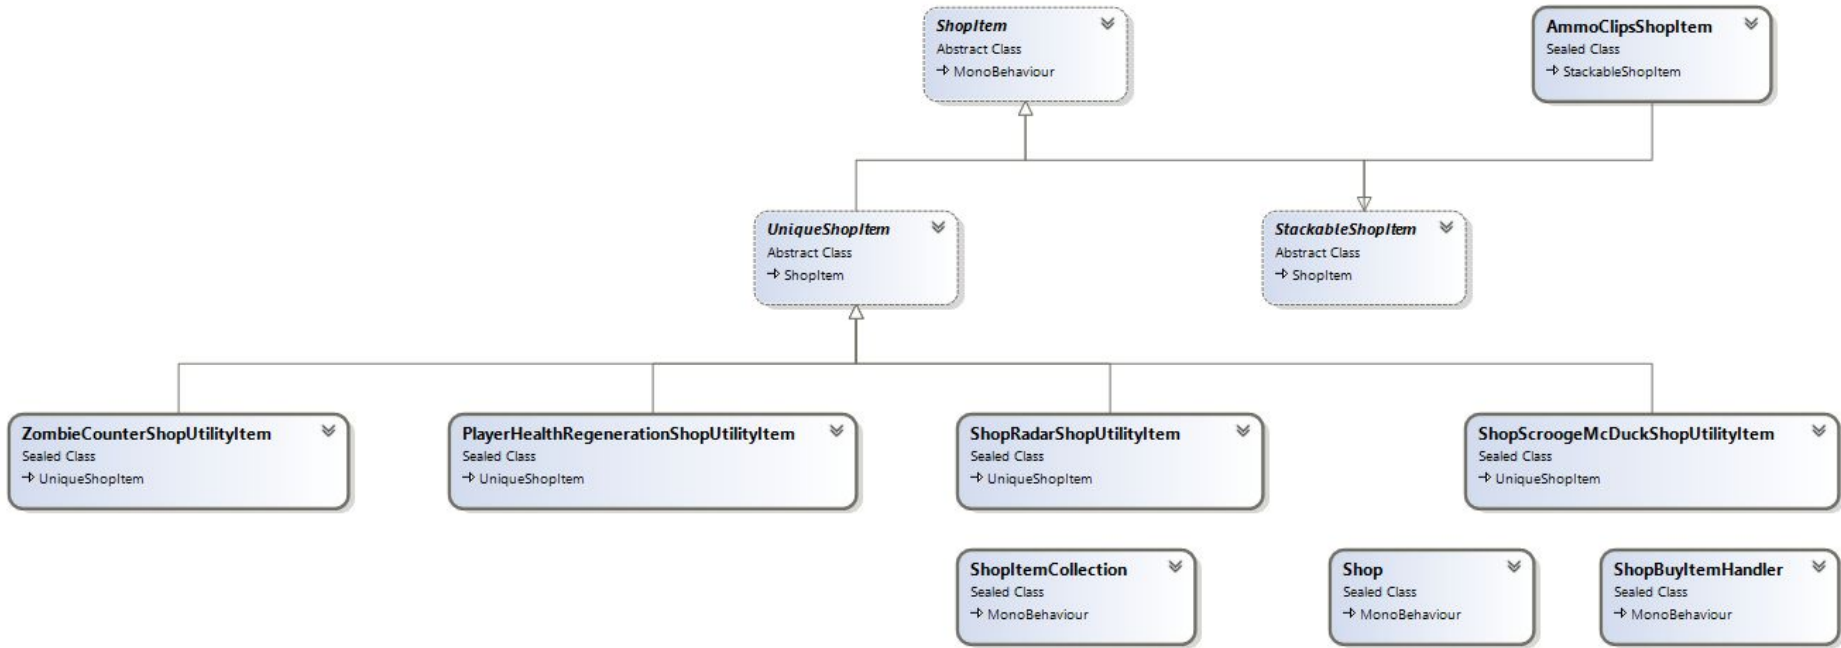 ShopItem
Abstract Class
MonoBehaviour
AmmoClipsShopItem
Sealed Class
StackableShopItem
UniqueShopItem
Abstract Class
ShopItem
StackableShopItem
Abstract Class
ShopItem
ZombieCounterShopUtilityItem
Sealed Class
UniqueShopItem
PlayerHealthRegenerationShopUtilityItem
Sealed Class
UniqueShopItem
ShopRadarShopUtilityItem
Sealed Class
UniqueShopItem
ShopScroogeMcDuckShopUtilityItem
Sealed Class
UniqueShopItem
ShopItemCollection
Sealed Class
MonoBehaviour
Shop
Sealed Class
MonoBehaviour
ShopBuyItemHandler
Sealed Class
MonoBehaviour